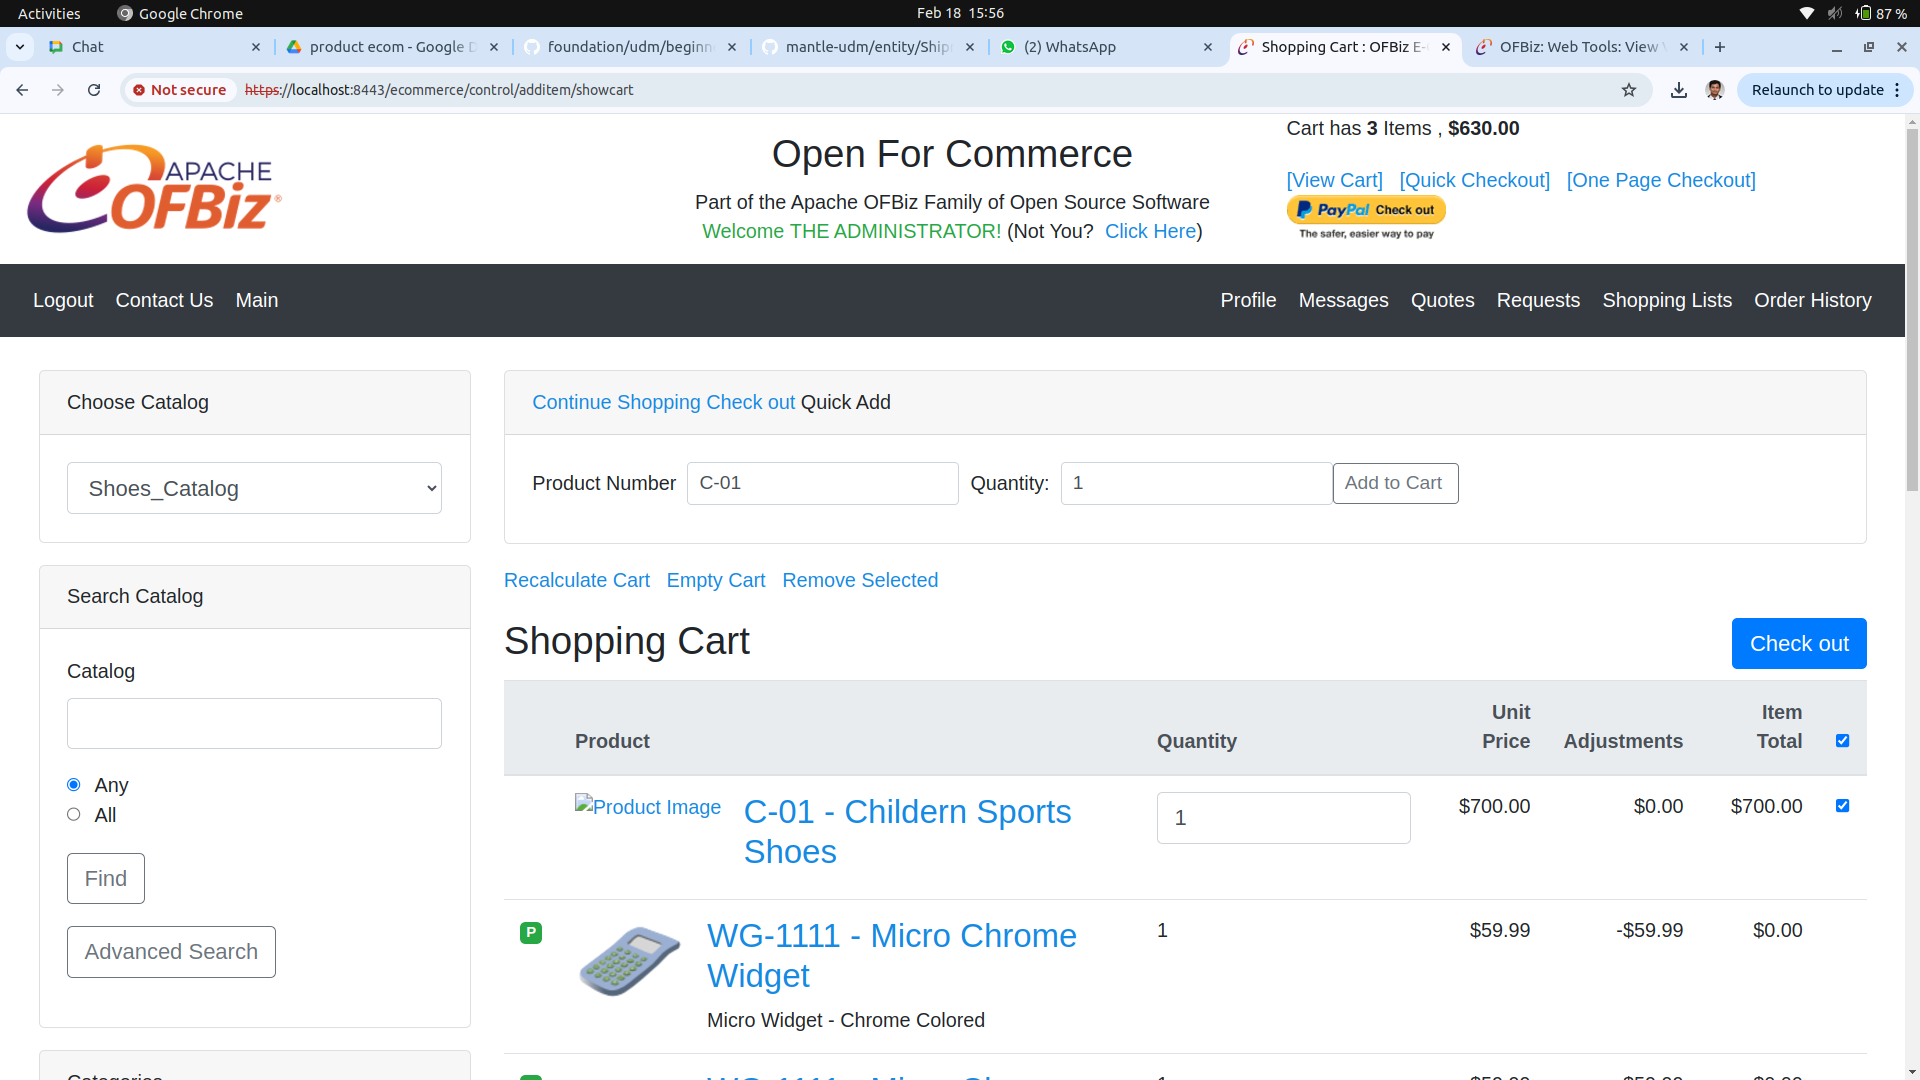 Activities
Google Chrome
Feb 18 15:56
87 %
Chat
product ecom - Google D
foundation/udm/beginn
mantle-udm/entity/Ship
(2) WhatsApp
Shopping Cart : OFBiz E-
OFBiz: Web Tools: View
Not secure
https://localhost:8443/ecommerce/control/additem/showcart
Relaunch to update
APACHE
OFBiz®
Open For Commerce
Part of the Apache OFBiz Family of Open Source Software
Welcome THE ADMINISTRATOR! (Not You? Click Here)
Cart has 3 Items , $630.00
[View Cart] [Quick Checkout] [One Page Checkout]
PayPal Check out
The safer, easier way to pay
Logout Contact Us Main
Profile Messages Quotes Requests Shopping Lists Order History
Choose Catalog
Shoes_Catalog
Search Catalog
Catalog
Any
All
Find
Advanced Search
Categories
Continue Shopping Check out Quick Add
Product Number C-01 Quantity: 1 Add to Cart
Recalculate Cart Empty Cart Remove Selected
Shopping Cart
Check out
Product Quantity Unit Price Adjustments Item Total
Product Image
C-01 - Childern Sports
Shoes
1
$700.00 $0.00 $700.00
P
WG-1111 - Micro Chrome
Widget
1
$59.99 -$59.99 $0.00
Micro Widget - Chrome Colored